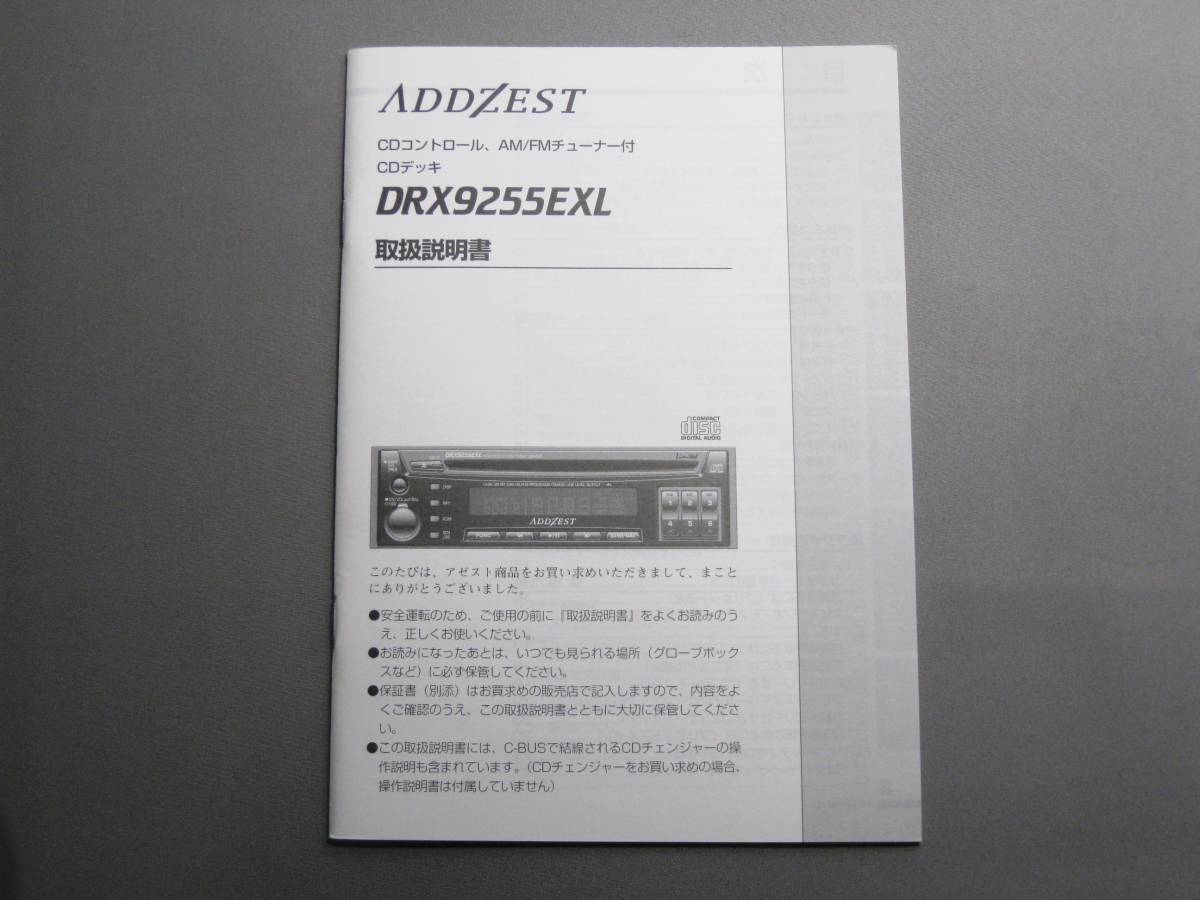 ADDZEST
CDコントロール、AM/FMチューナー付
CDデッキ
DRX9255EXL
取扱説明書
COMPACT
disc
DIGITAL AUDIO
DRX9255EXL
DISP
ADDZEST
FUNC
BAND/MAX
1 2 3
4 5 6
このたびは、アゼスト商品をお買い求めいただきまして、まこと
にありがとうございました。
●安全運転のため、ご使用の前に『取扱説明書』をよくお読みのう
え、正しくお使いください。
●お読みになったあとは、いつでも見られる場所（グローブボック
スなど）に必ず保管してください。
●保証書（別添）はお買求めの販売店で記入しますので、内容をよ
くご確認のうえ、この取扱説明書とともに大切に保管してくださ
い。
●この取扱説明書には、C-BUSで結線されるCDチェンジャーの操
作説明も含まれています。（CDチェンジャーをお買い求めの場合、
操作説明書は付属していません）